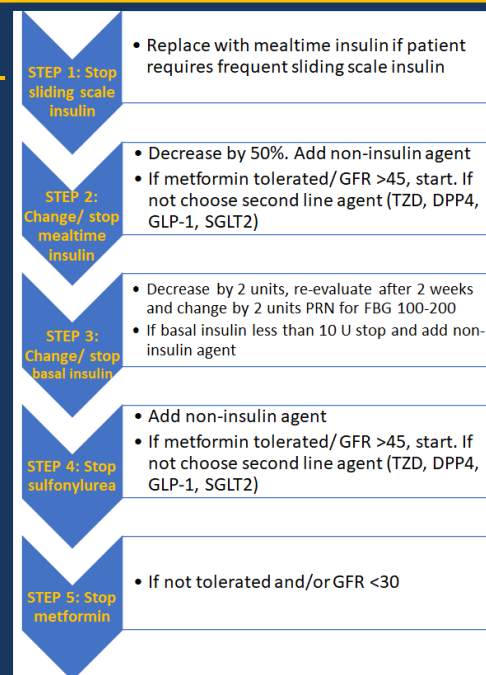 STEP 1: Stop
sliding scale
insulin
• Replace with mealtime insulin if patient
requires frequent sliding scale insulin
STEP 2:
Change/ stop
mealtime
insulin
• Decrease by 50%. Add non-insulin agent
• If metformin tolerated/ GFR >45, start. If
not choose second line agent (TZD, DPP4,
GLP-1, SGLT2)
STEP 3:
Change/ stop
basal insulin
• Decrease by 2 units, re-evaluate after 2 weeks
and change by 2 units PRN for FBG 100-200
• If basal insulin less than 10 U stop and add non-
insulin agent
STEP 4: Stop
sulfonylurea
• Add non-insulin agent
• If metformin tolerated/ GFR >45, start. If
not choose second line agent (TZD, DPP4,
GLP-1, SGLT2)
STEP 5: Stop
metformin
• If not tolerated and/or GFR <30